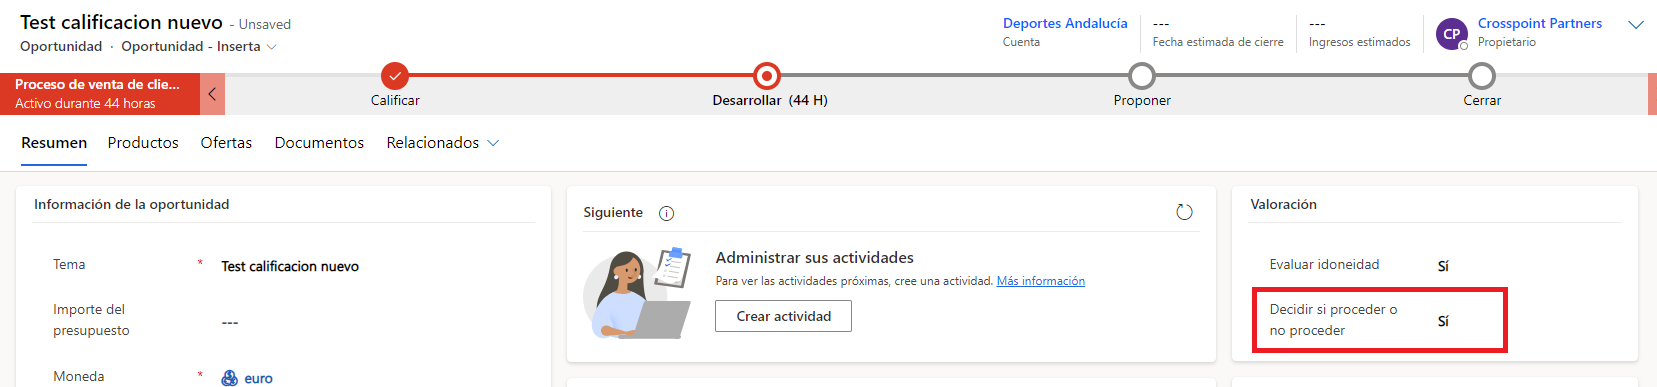 Test calificacion nuevo - Unsaved
Oportunidad · Oportunidad - Inserta
Deportes Andalucía
Cuenta
---
Fecha estimada de cierre
---
Ingresos estimados
CP
Crosspoint Partners
Propietario
Proceso de venta de clie...
Activo durante 44 horas
Calificar
Desarrollar (44 H)
Proponer
Cerrar
Resumen Productos Ofertas Documentos Relacionados
Información de la oportunidad
Tema * Test calificacion nuevo
Importe del
presupuesto ---
Moneda * euro
Siguiente
Administrar sus actividades
Para ver las actividades próximas, cree una actividad. Más información
Crear actividad
Valoración
Evaluar idoneidad Sí
Decidir si proceder o
no proceder Sí